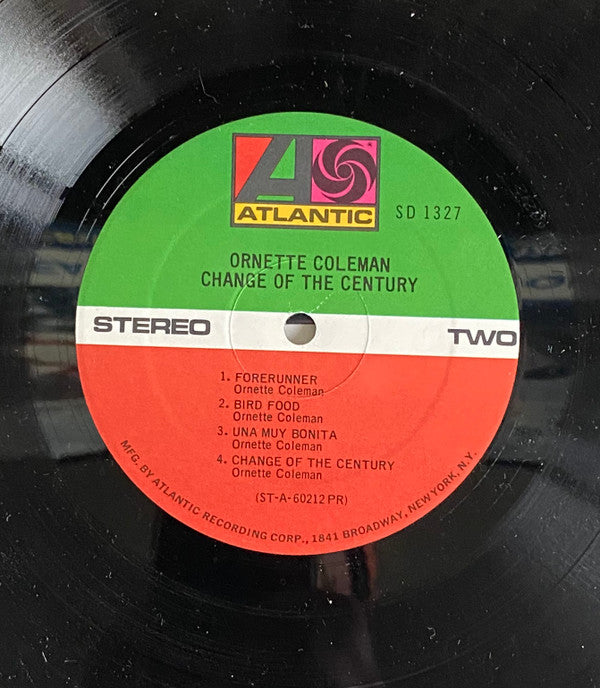 ATLANTIC
SD 1327
ORNETTE COLEMAN
CHANGE OF THE CENTURY
STEREO
TWO
1. FORERUNNER
Ornette Coleman
2. BIRD FOOD
Ornette Coleman
3. UNA MUY BONITA
Ornette Coleman
4. CHANGE OF THE CENTURY
Ornette Coleman
(ST-A-60212 PR)
MFG. BY ATLANTIC RECORDING CORP., 1841 BROADWAY, NEW YORK, N.Y.